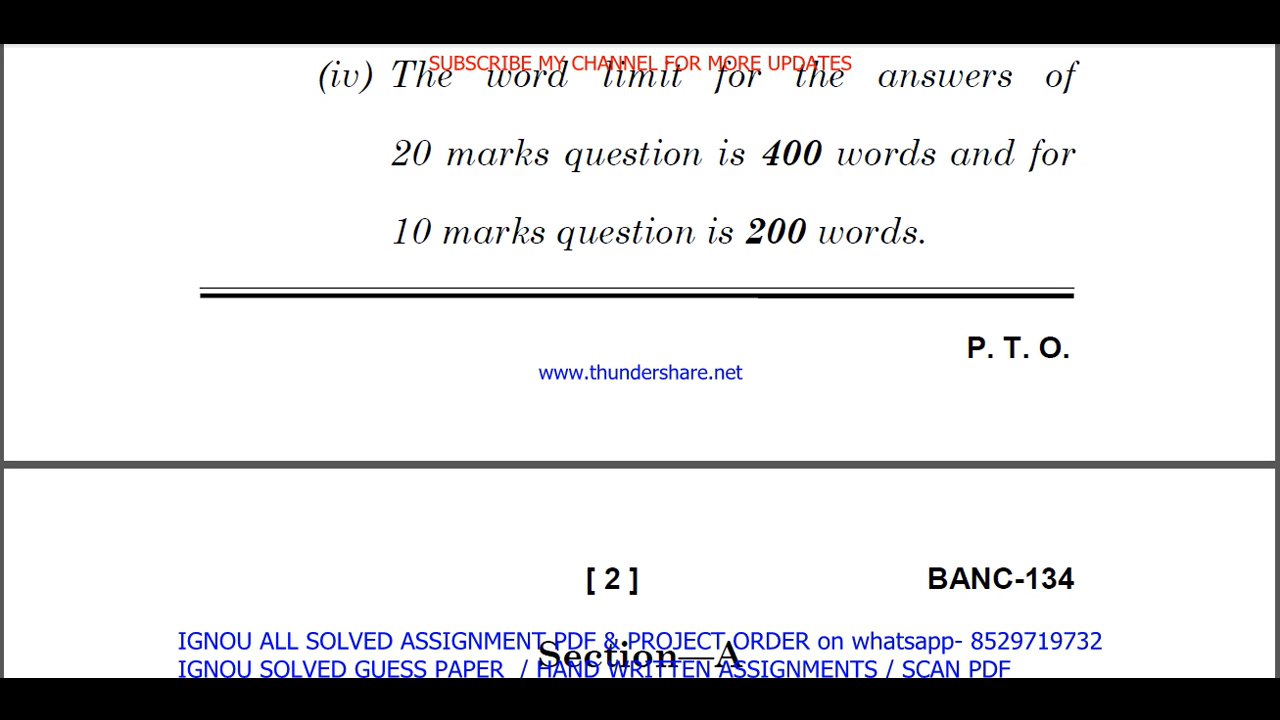 SUBSCRIBE MY CHANNEL FOR MORE UPDATES
(iv) The word limit for the answers of
20 marks question is 400 words and for
10 marks question is 200 words.
P. T. O.
www.thundershare.net
[ 2 ] BANC-134
IGNOU ALL SOLVED ASSIGNMENT PDF & PROJECT ORDER on whatsapp- 8529719732
Section—A
IGNOU SOLVED GUESS PAPER / HAND WRITTEN ASSIGNMENTS / SCAN PDF